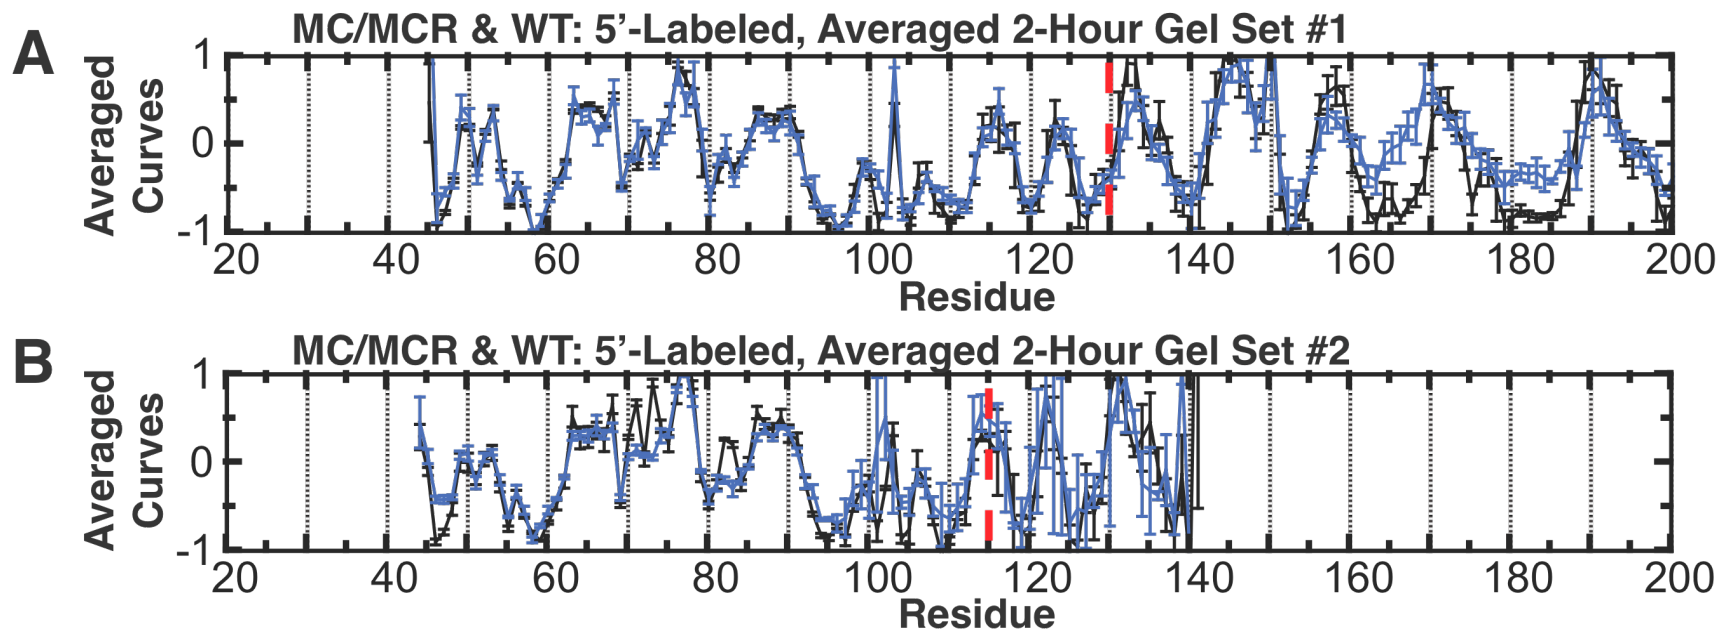 A
MC/MCR & WT: 5’-Labeled, Averaged 2-Hour Gel Set #1
Averaged
Curves
1
0
-1
20 40 60 80 100 120 140 160 180 200
Residue
B
MC/MCR & WT: 5’-Labeled, Averaged 2-Hour Gel Set #2
Averaged
Curves
1
0
-1
20 40 60 80 100 120 140 160 180 200
Residue